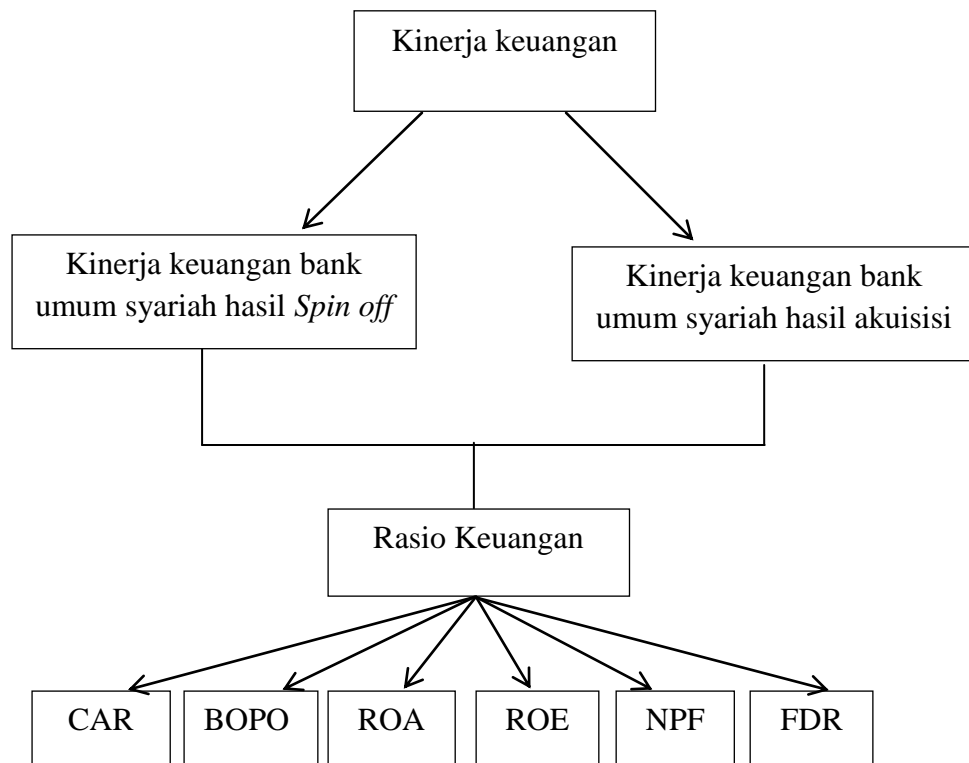 Kinerja keuangan
Kinerja keuangan bank
umum syariah hasil Spin off
Kinerja keuangan bank
umum syariah hasil akuisisi
Rasio Keuangan
CAR
BOPO
ROA
ROE
NPF
FDR